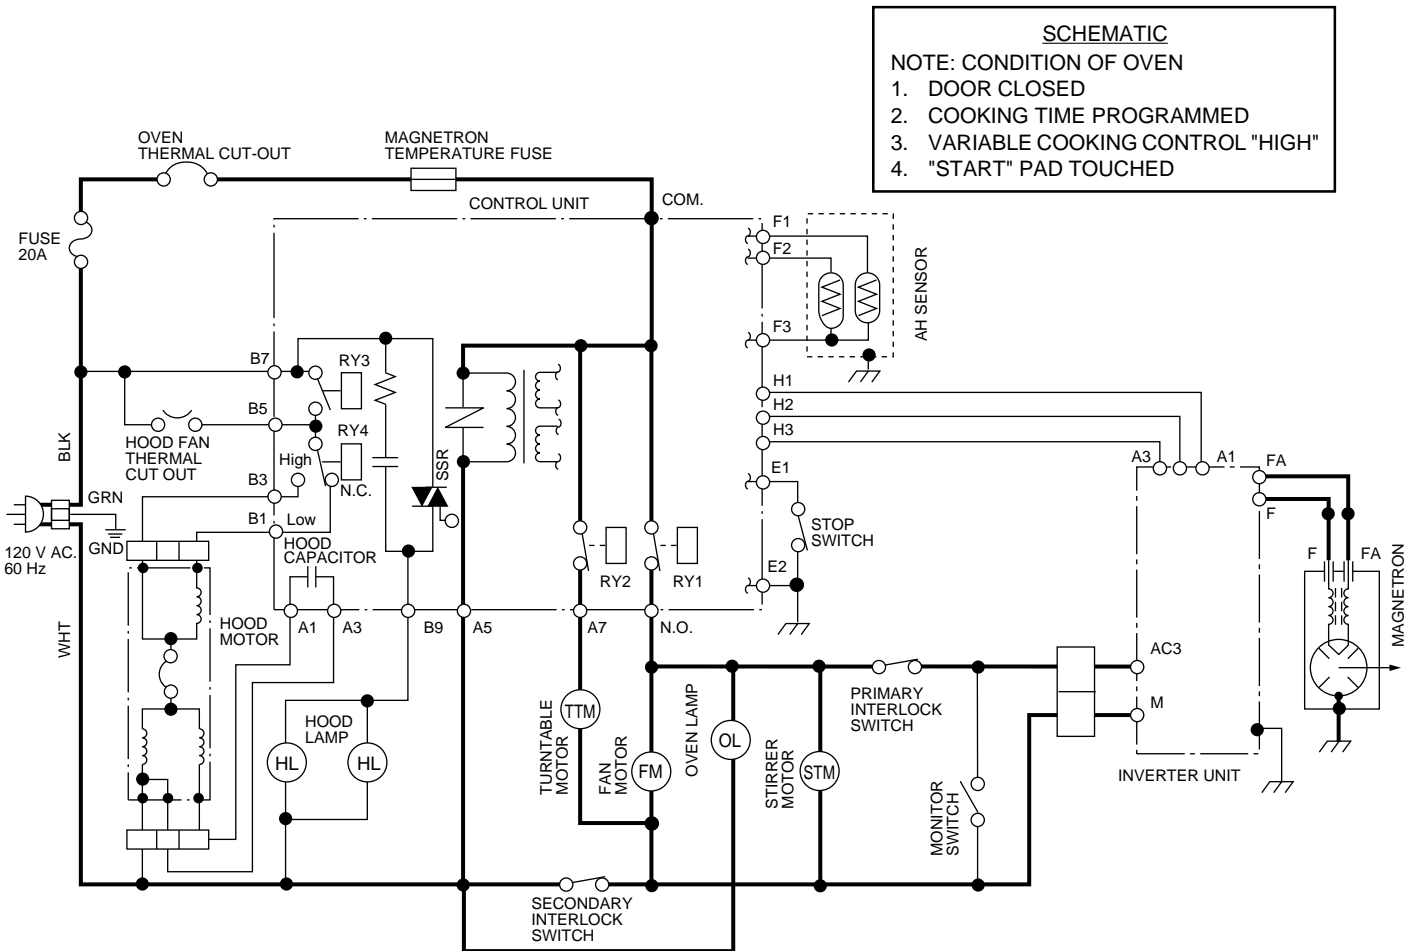 SCHEMATIC
NOTE: CONDITION OF OVEN
1. DOOR CLOSED
2. COOKING TIME PROGRAMMED
3. VARIABLE COOKING CONTROL "HIGH"
4. "START" PAD TOUCHED
OVEN
THERMAL CUT-OUT
MAGNETRON
TEMPERATURE FUSE
CONTROL UNIT
COM.
FUSE
20A
F1
F2
F3
AH SENSOR
B7
RY3
B5
RY4
HOOD FAN
THERMAL
CUT OUT
High
B3
N.C.
B1
Low
SSR
H1
H2
H3
E1
STOP
SWITCH
E2
BLK
GRN
GND
120 V AC.
60 Hz
WHT
HOOD
CAPACITOR
RY2
RY1
A1
A3
B9
A5
A7
N.O.
HOOD
MOTOR
A3
A1
FA
F
F
FA
MAGNETRON
AC3
M
INVERTER UNIT
HOOD
LAMP
HL
HL
TURNTABLE
MOTOR
TTM
FAN
MOTOR
FM
OVEN LAMP
OL
STIRRER
MOTOR
STM
PRIMARY
INTERLOCK
SWITCH
MONITOR
SWITCH
SECONDARY
INTERLOCK
SWITCH